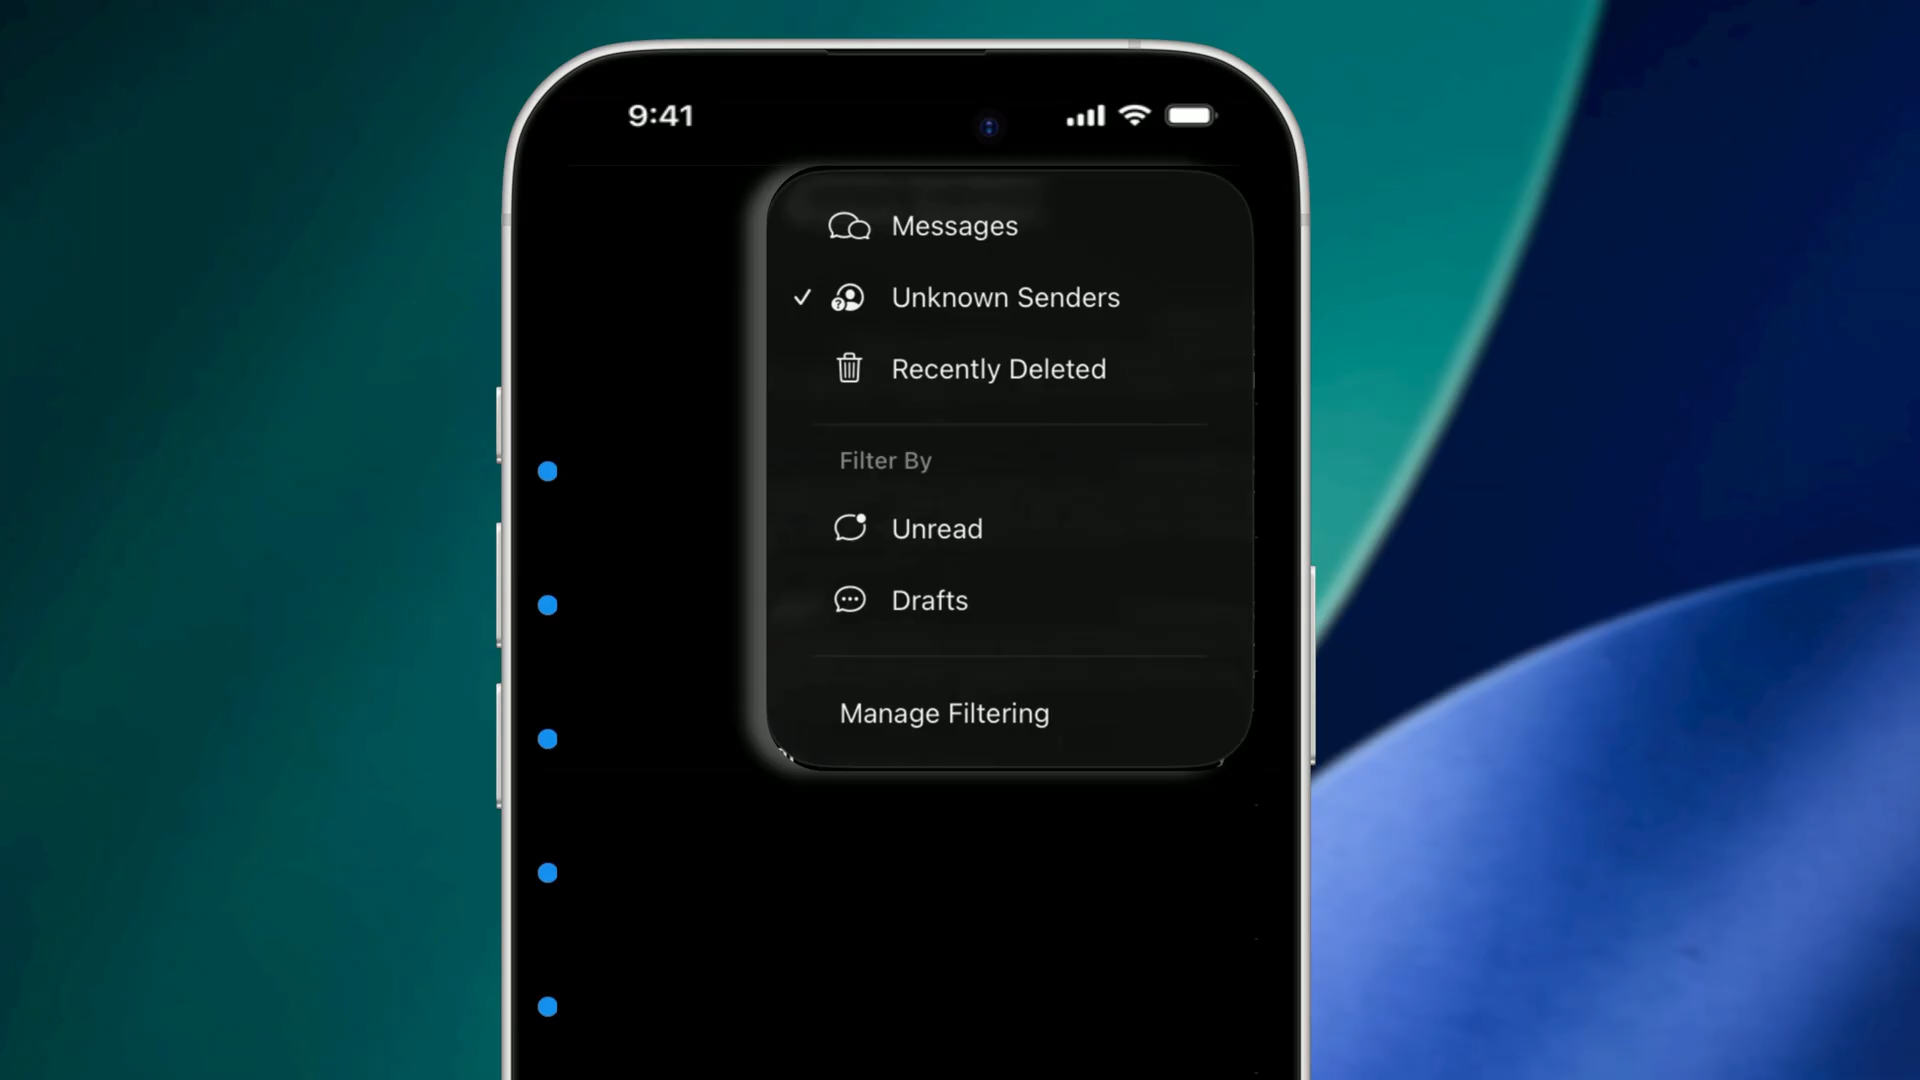 9:41
Messages
Unknown Senders
Recently Deleted
Filter By
Unread
Drafts
Manage Filtering